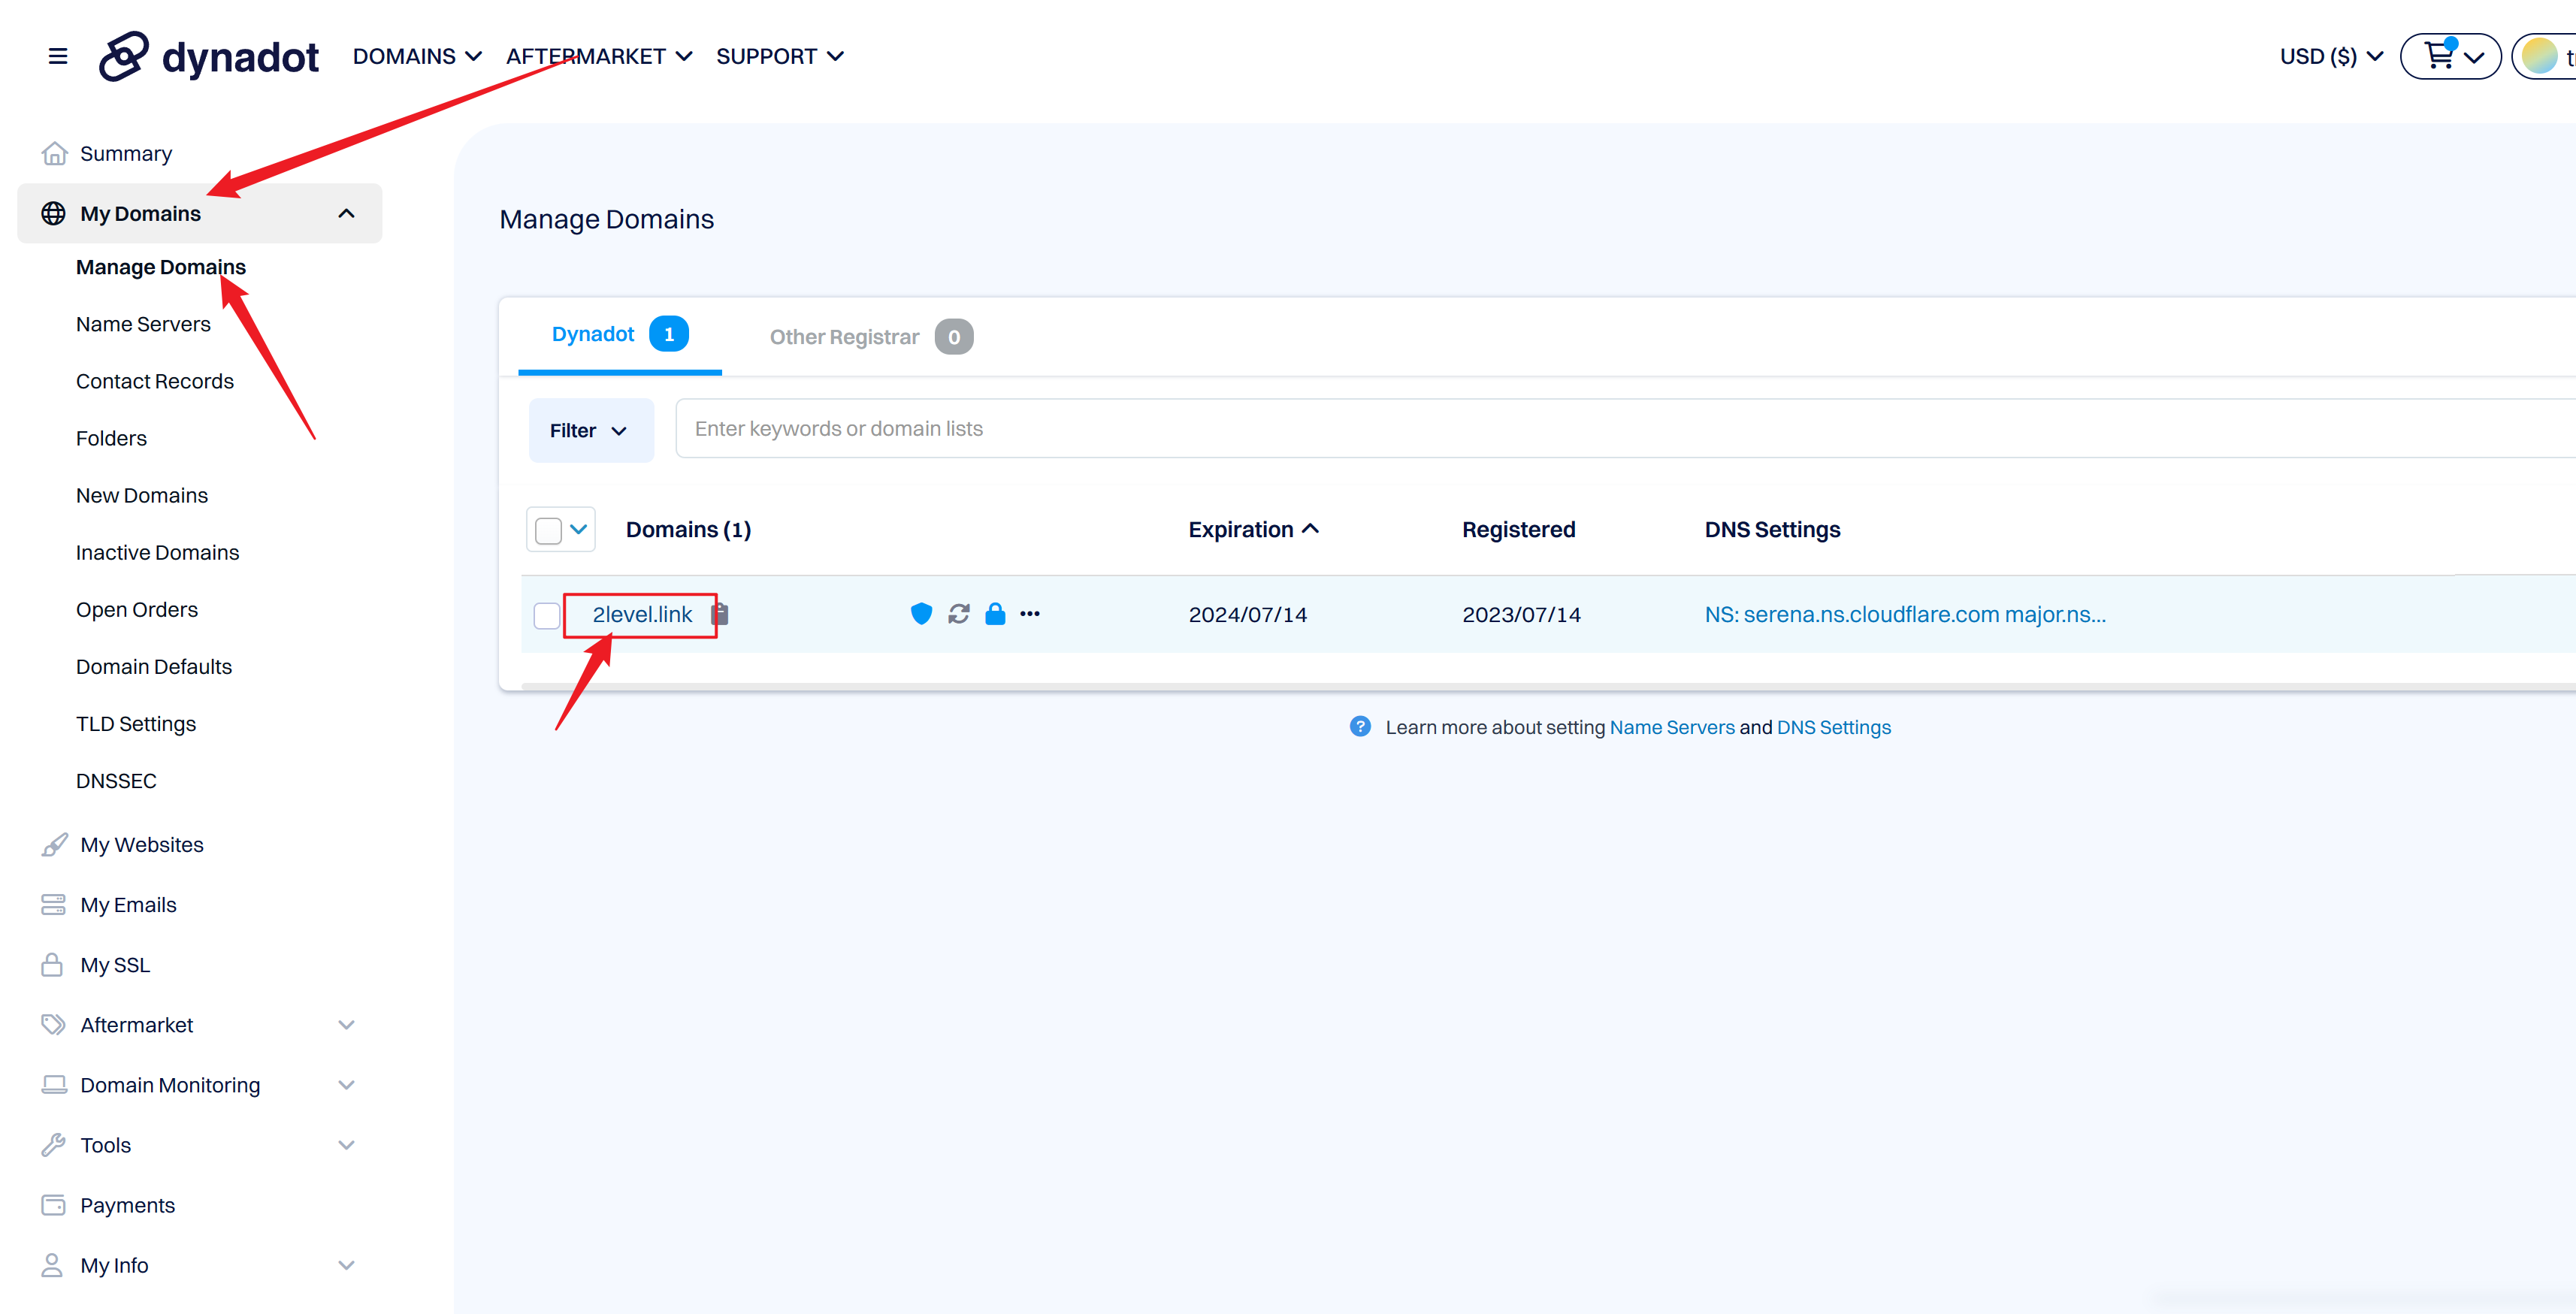 dynadot DOMAINS AFTERMARKET SUPPORT USD ($)
Summary
My Domains
Manage Domains
Name Servers
Contact Records
Folders
New Domains
Inactive Domains
Open Orders
Domain Defaults
TLD Settings
DNSSEC
My Websites
My Emails
My SSL
Aftermarket
Domain Monitoring
Tools
Payments
My Info
Manage Domains
Dynadot 1 Other Registrar 0
Filter Enter keywords or domain lists
Domains (1) Expiration Registered DNS Settings
2level.link 2024/07/14 2023/07/14 NS: serena.ns.cloudflare.com major.ns...
? Learn more about setting Name Servers and DNS Settings